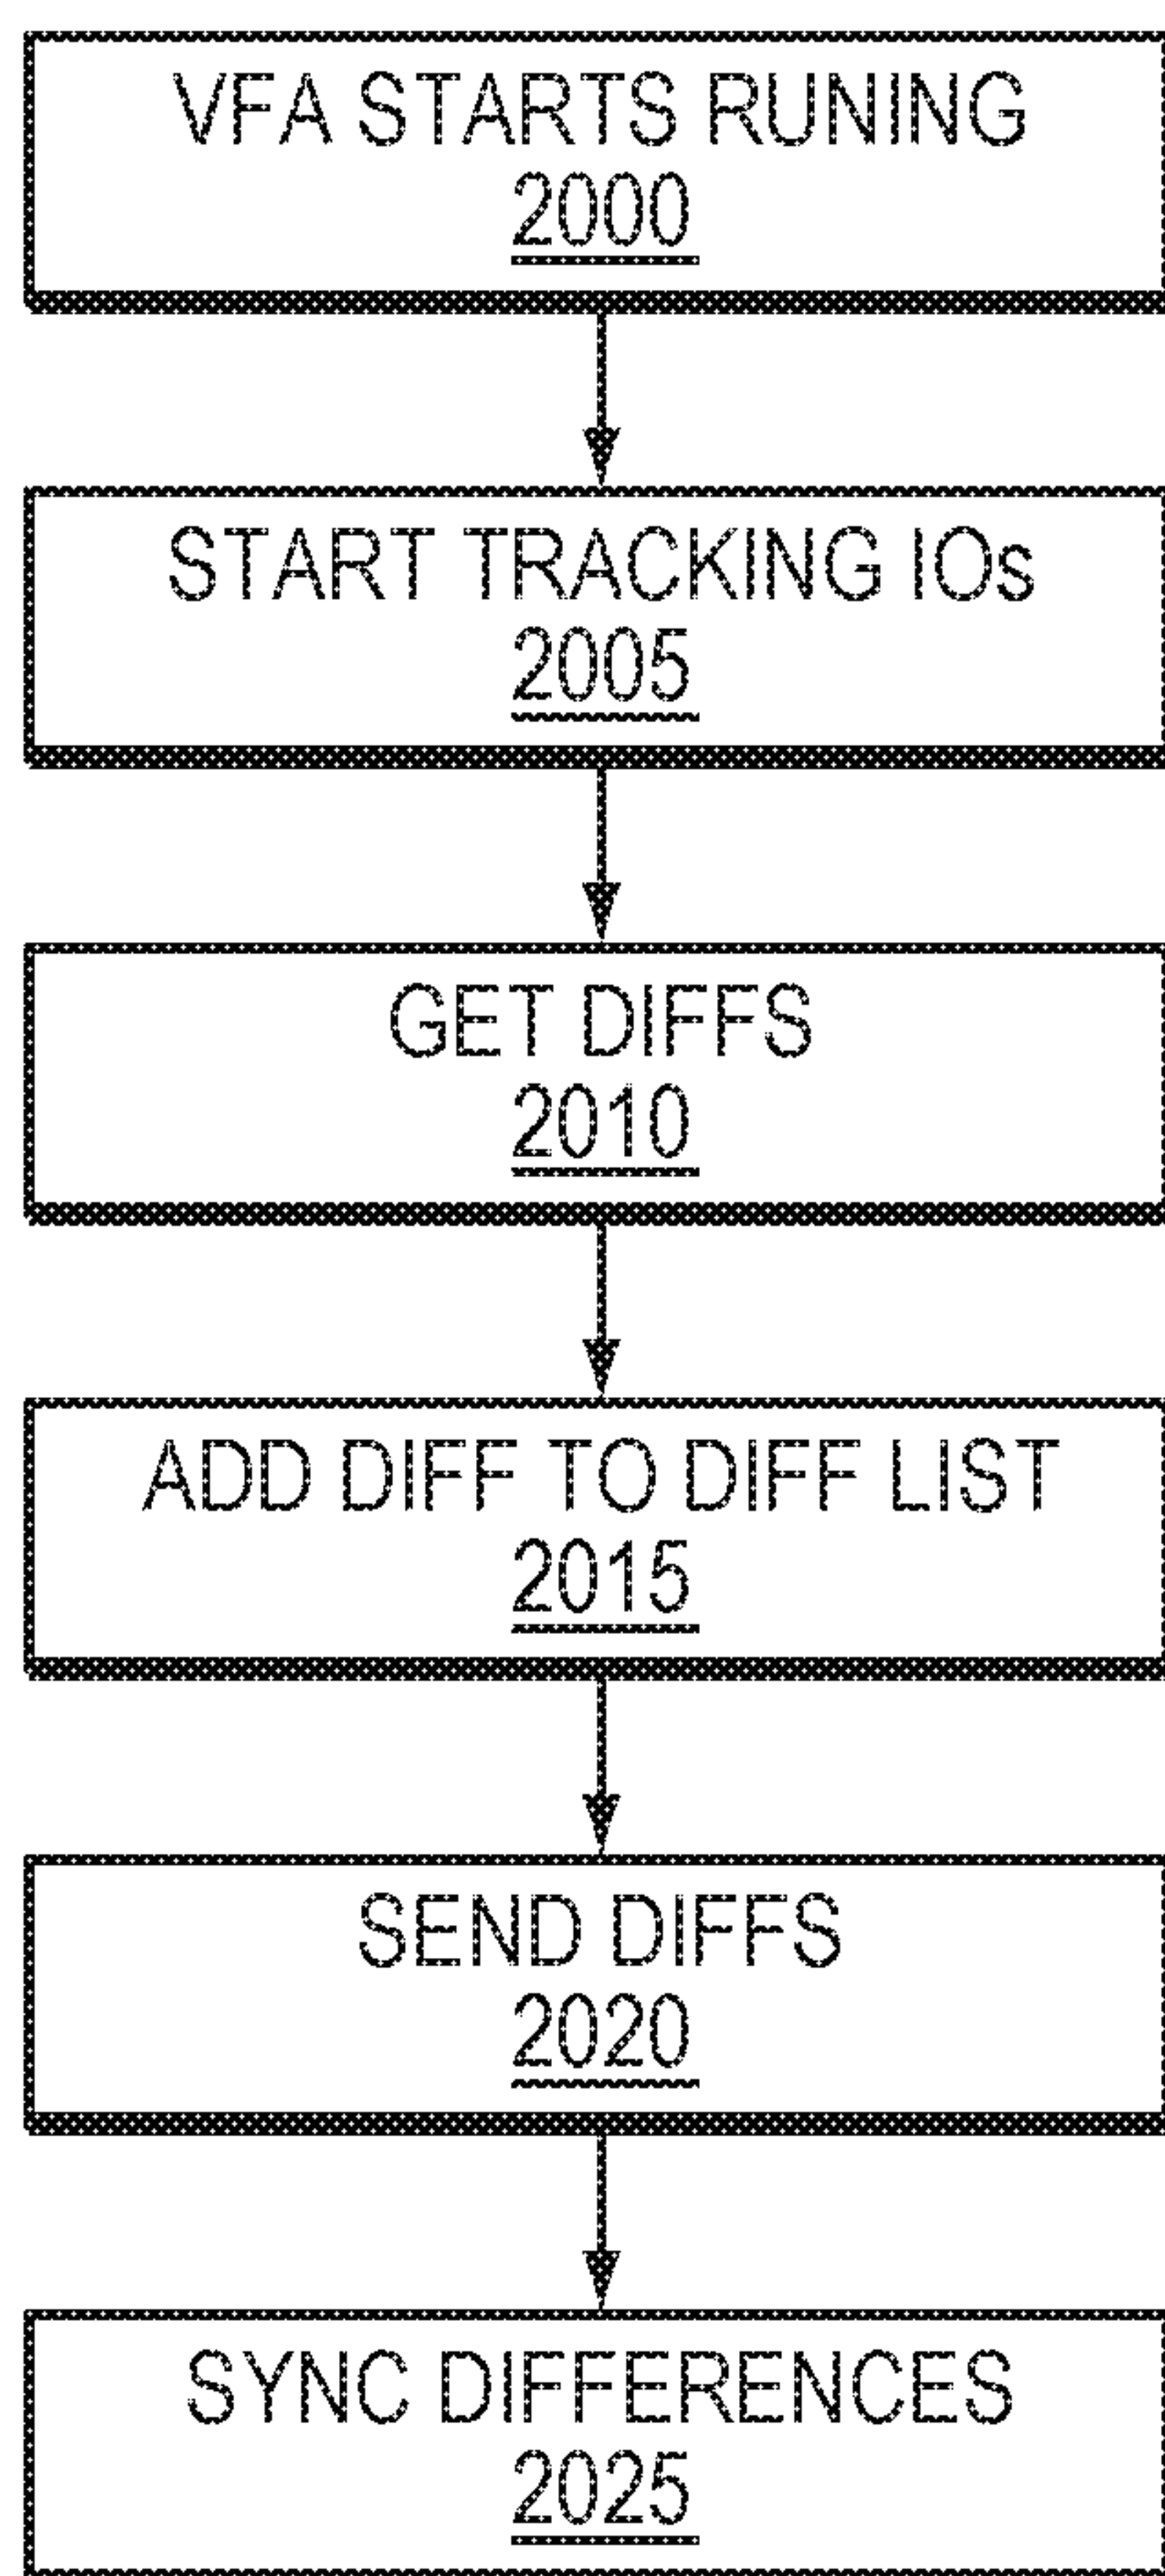 VFA STARTS RUNING
2000
START TRACKING IOs
2005
GET DIFFS
2010
ADD DIFF TO DIFF LIST
2015
SEND DIFFS
2020
SYNC DIFFERENCES
2025